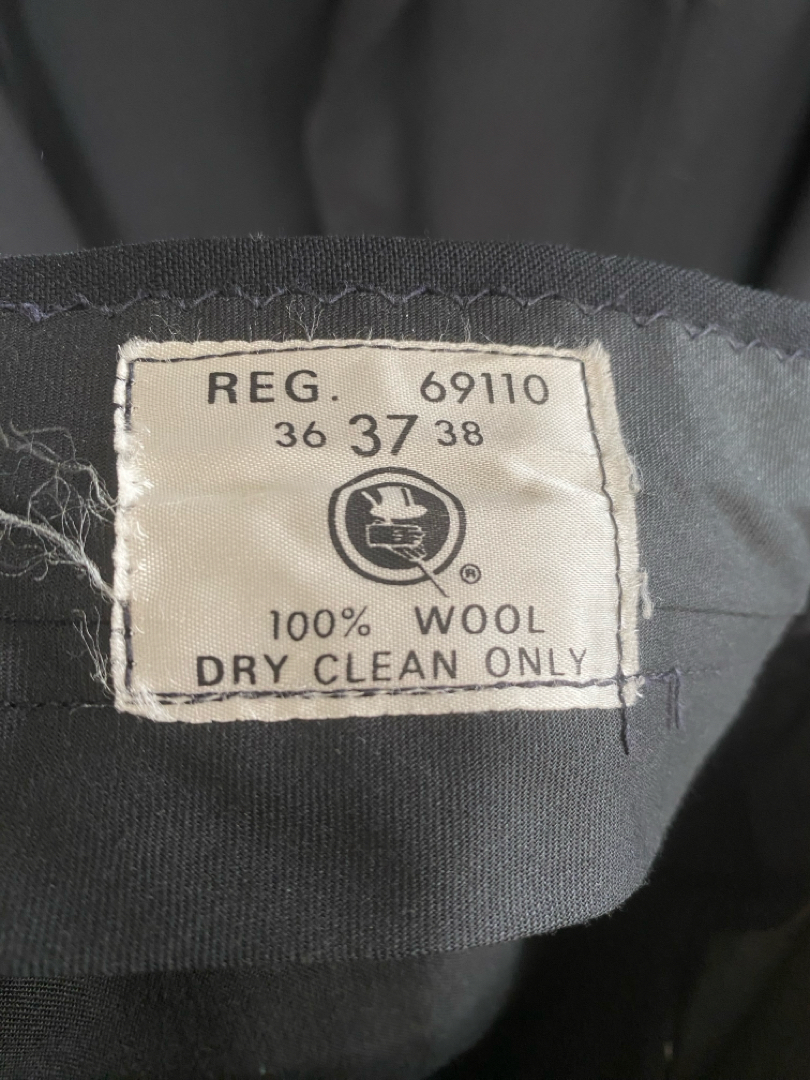 REG. 69110
36 37 38
®
100% WOOL
DRY CLEAN ONLY